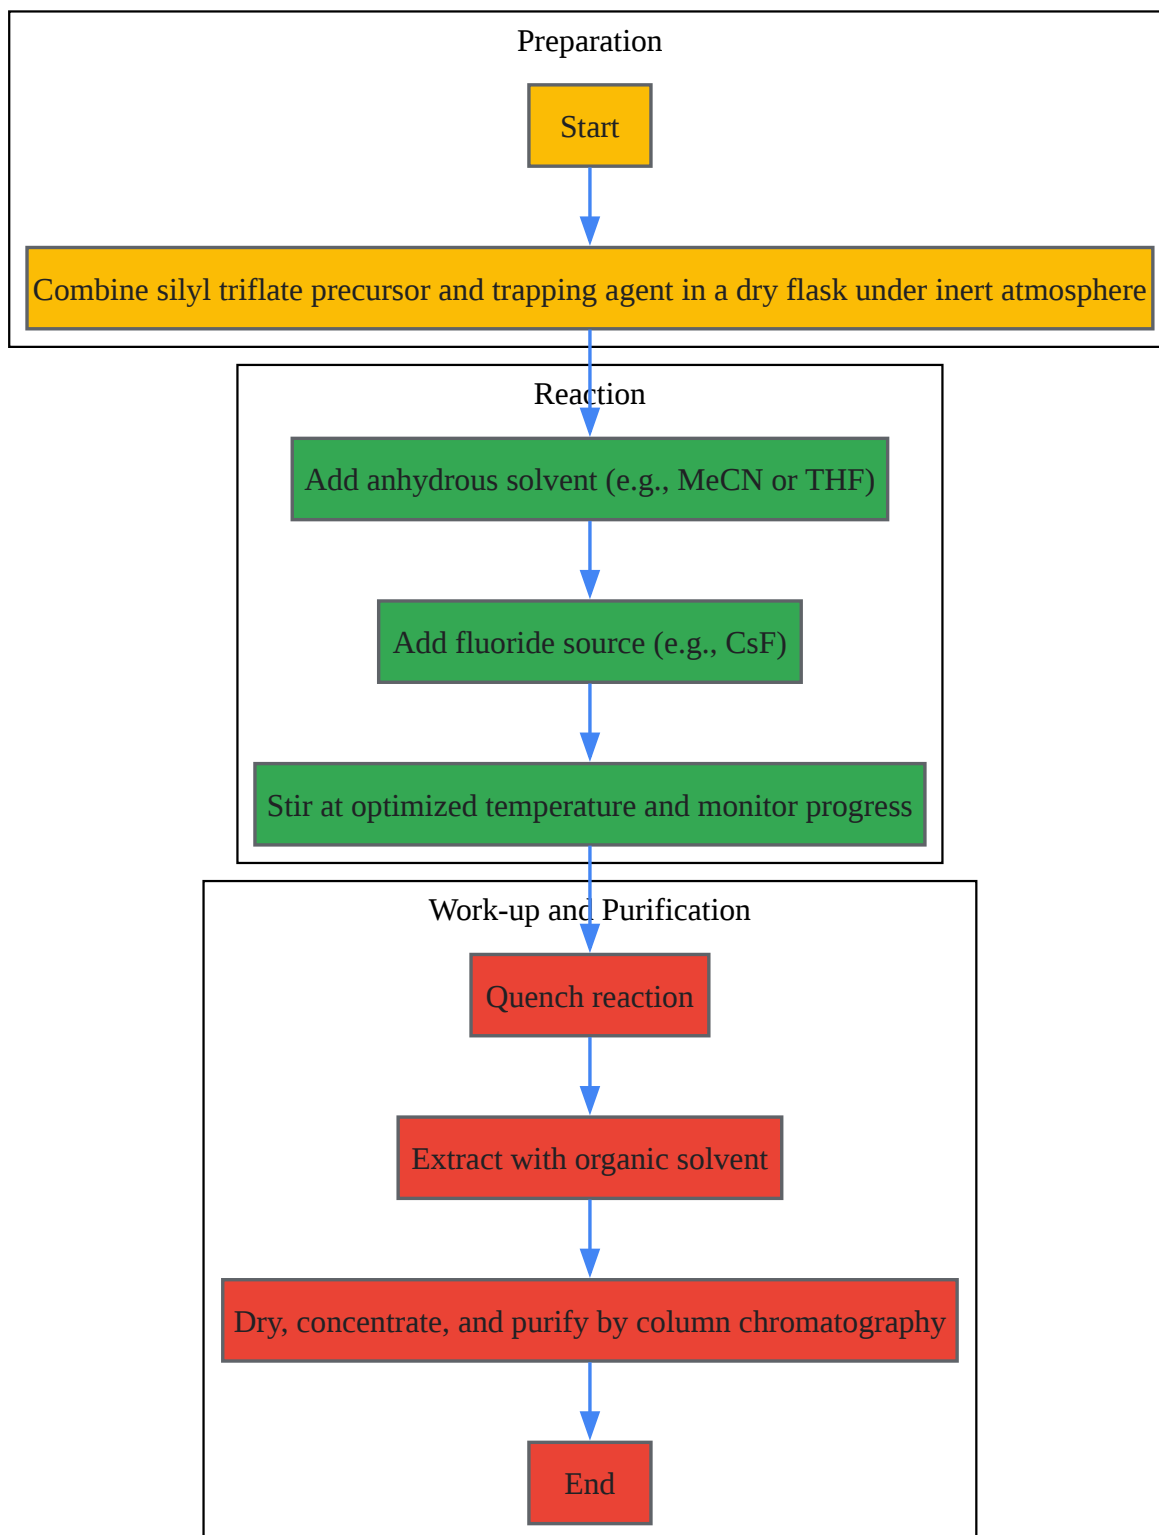 Preparation
Start
Combine silyl triflate precursor and trapping agent in a dry flask under inert atmosphere
Reaction
Add anhydrous solvent (e.g., MeCN or THF)
Add fluoride source (e.g., CsF)
Stir at optimized temperature and monitor progress
Work-up and Purification
Quench reaction
Extract with organic solvent
Dry, concentrate, and purify by column chromatography
End